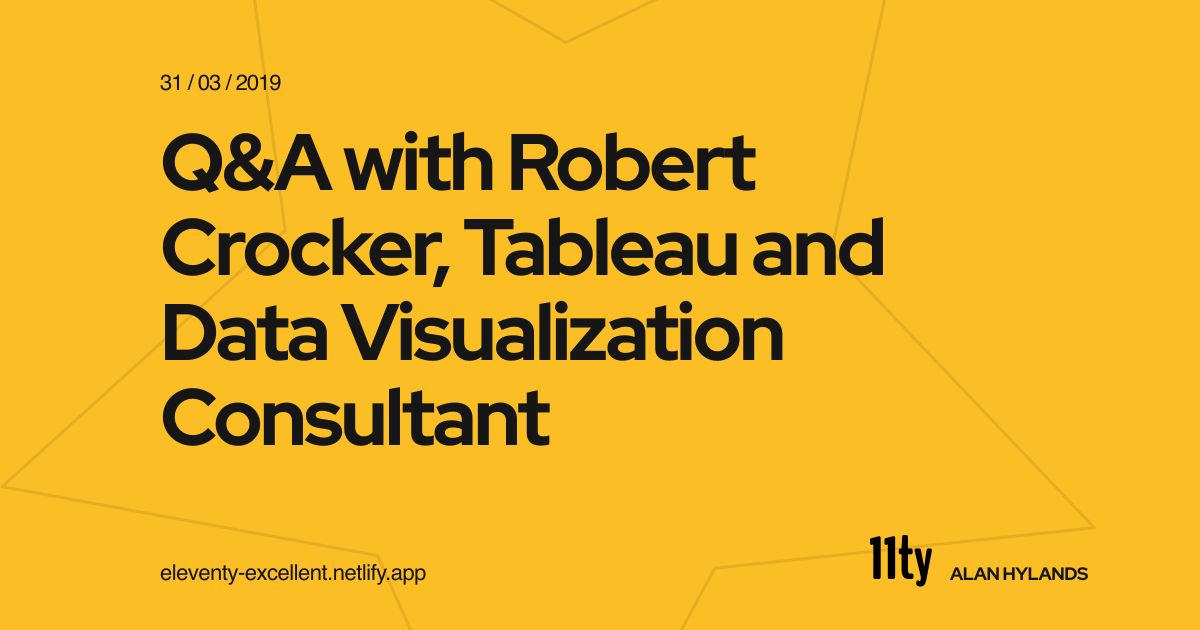 31 / 03 / 2019
Q&A with Robert
Crocker, Tableau and
Data Visualization
Consultant
eleventy-excellent.netlify.app
11ty ALAN HYLANDS